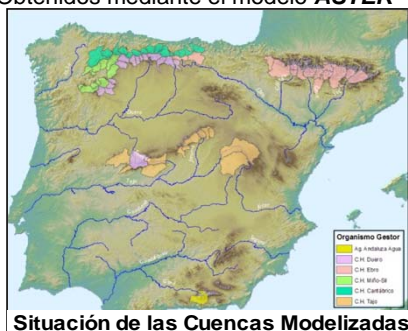 Obtenidos mediante el modelo ASTER
Tajo
Organismo Gestor
Ag. Andaluza Agua
C.H. Duero
C.H. Ebro
C.H. Miño-Sil
C.H. Cantábrico
C.H. Tajo
Situación de las Cuencas Modelizadas